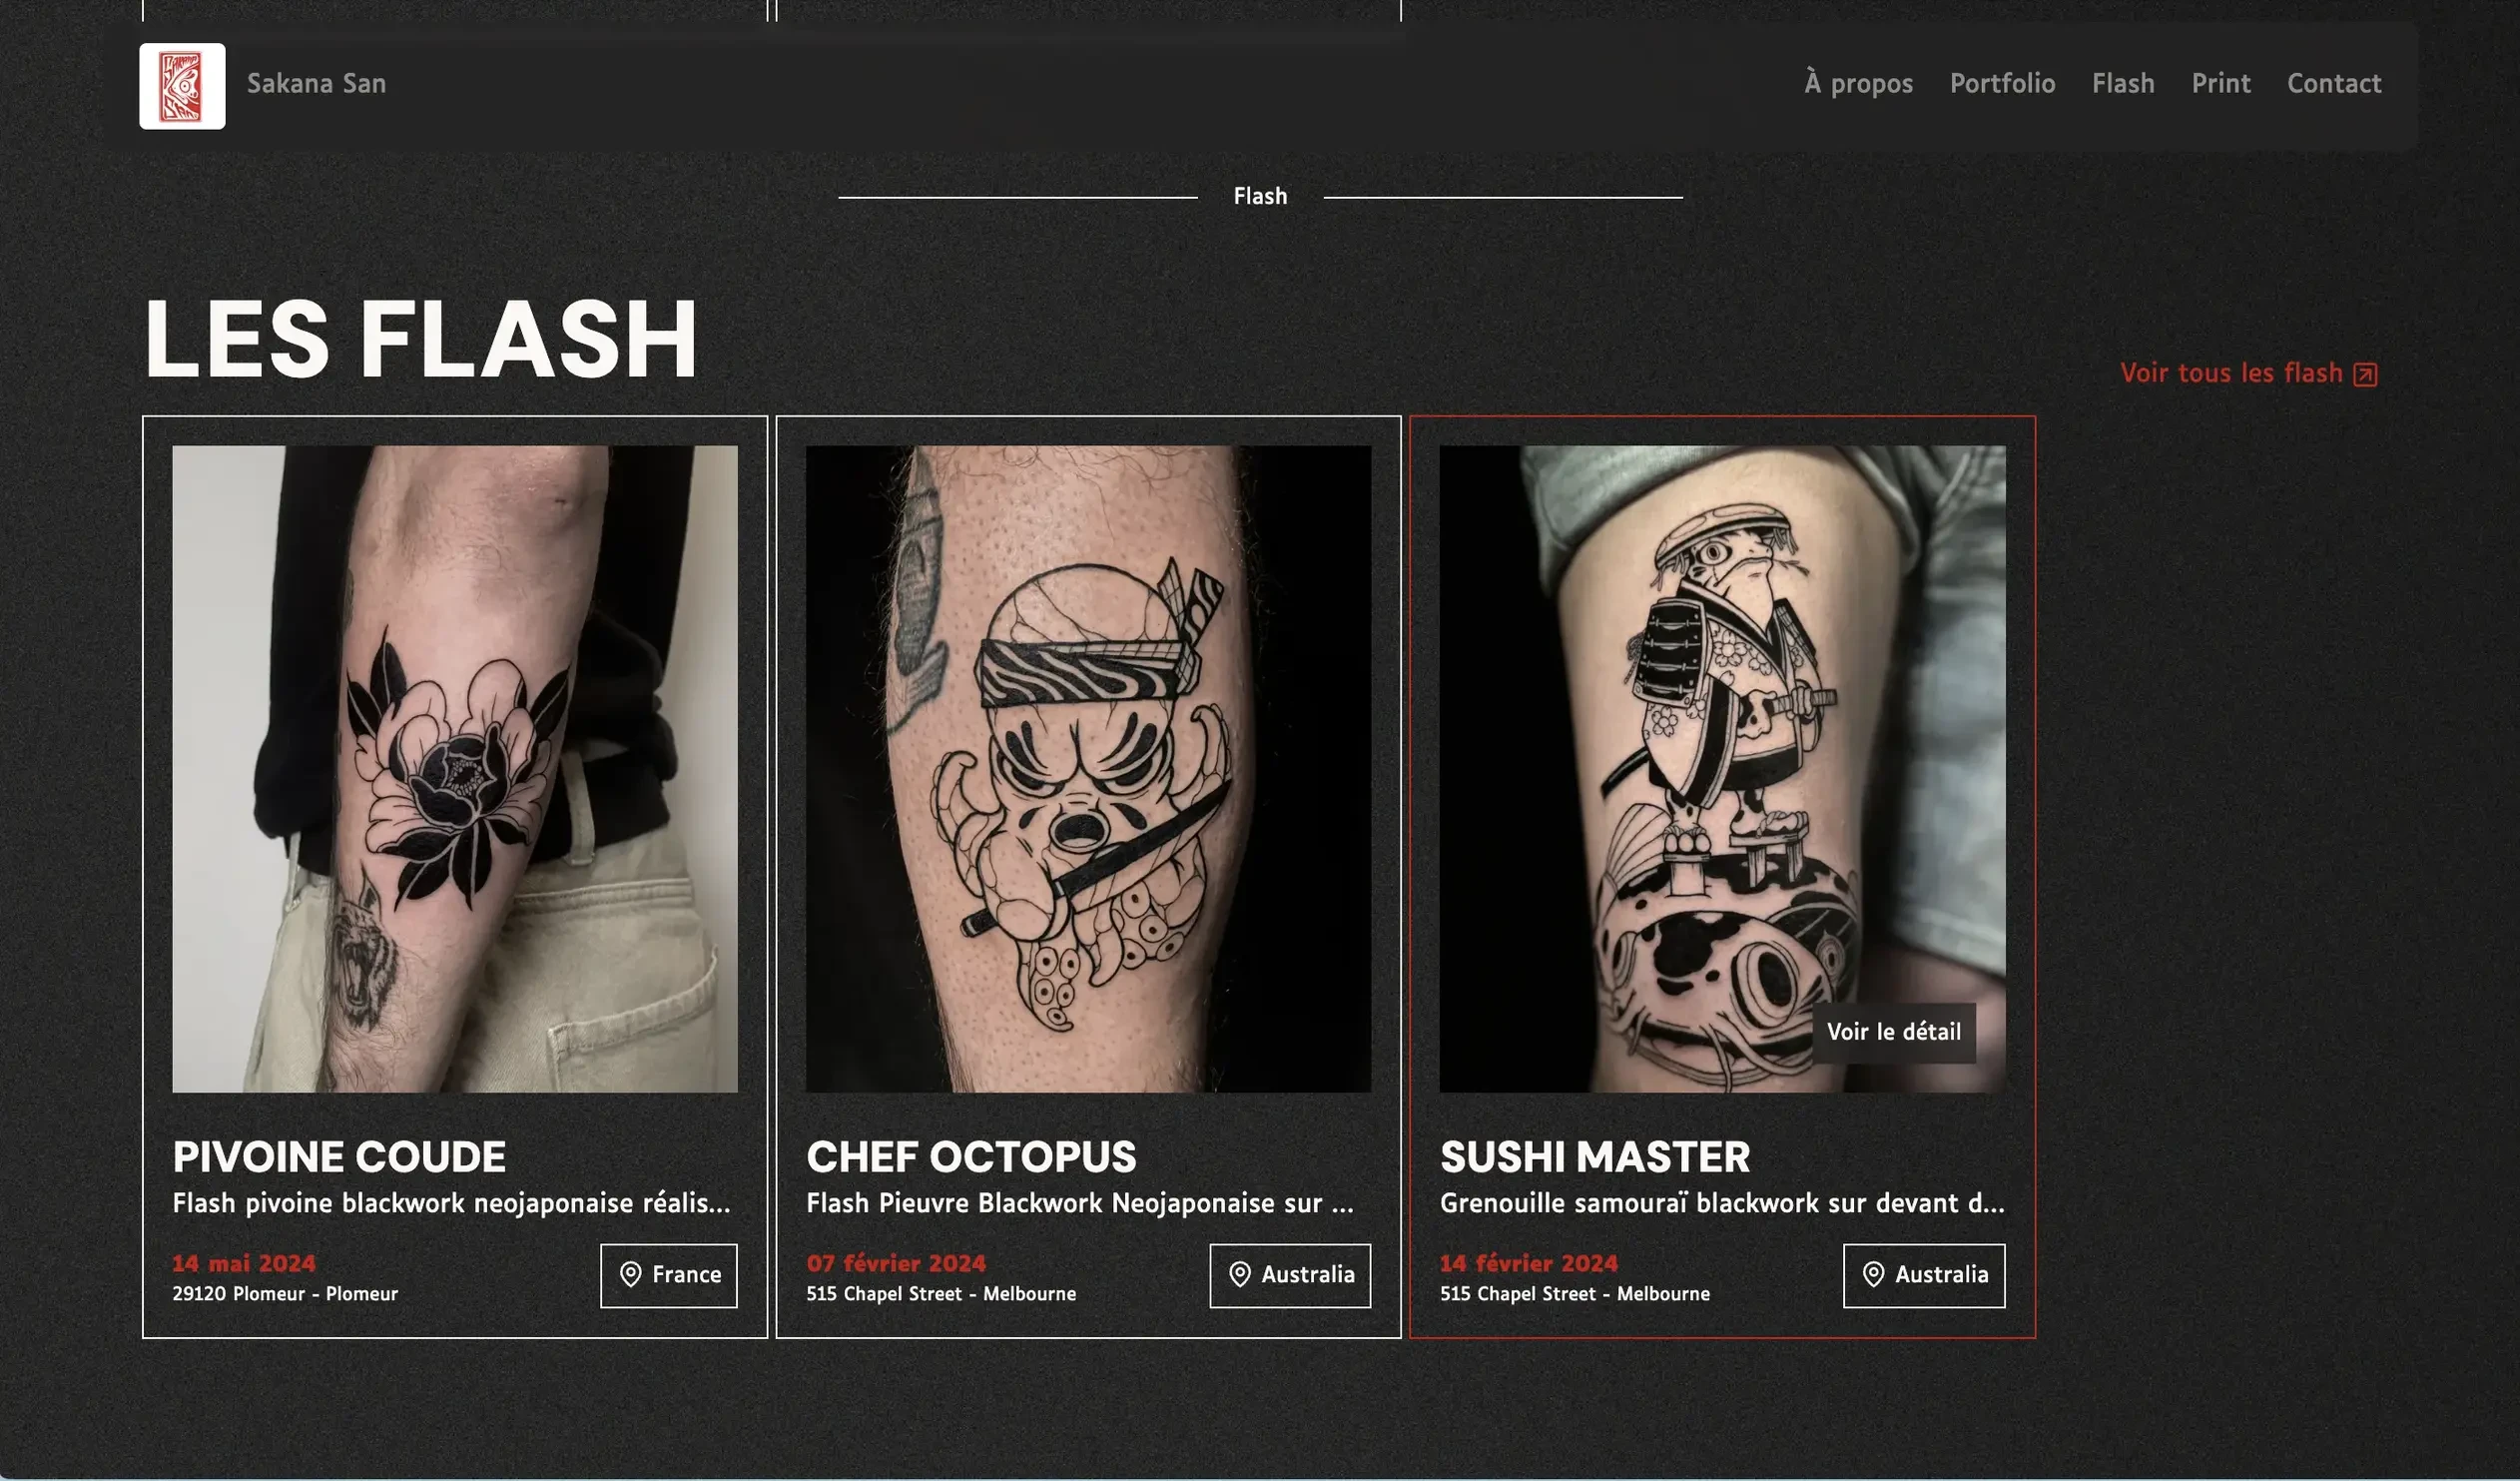 SAKANA
SAN
Sakana San
À propos
Portfolio
Flash
Print
Contact
Flash
LES FLASH
Voir tous les flash
Voir le détail
PIVOINE COUDE
Flash pivoine blackwork neojaponaise réalis...
14 mai 2024
29120 Plomeur - Plomeur
France
CHEF OCTOPUS
Flash Pieuvre Blackwork Neojaponaise sur ...
07 février 2024
515 Chapel Street - Melbourne
Australia
SUSHI MASTER
Grenouille samouraï blackwork sur devant d...
14 février 2024
515 Chapel Street - Melbourne
Australia